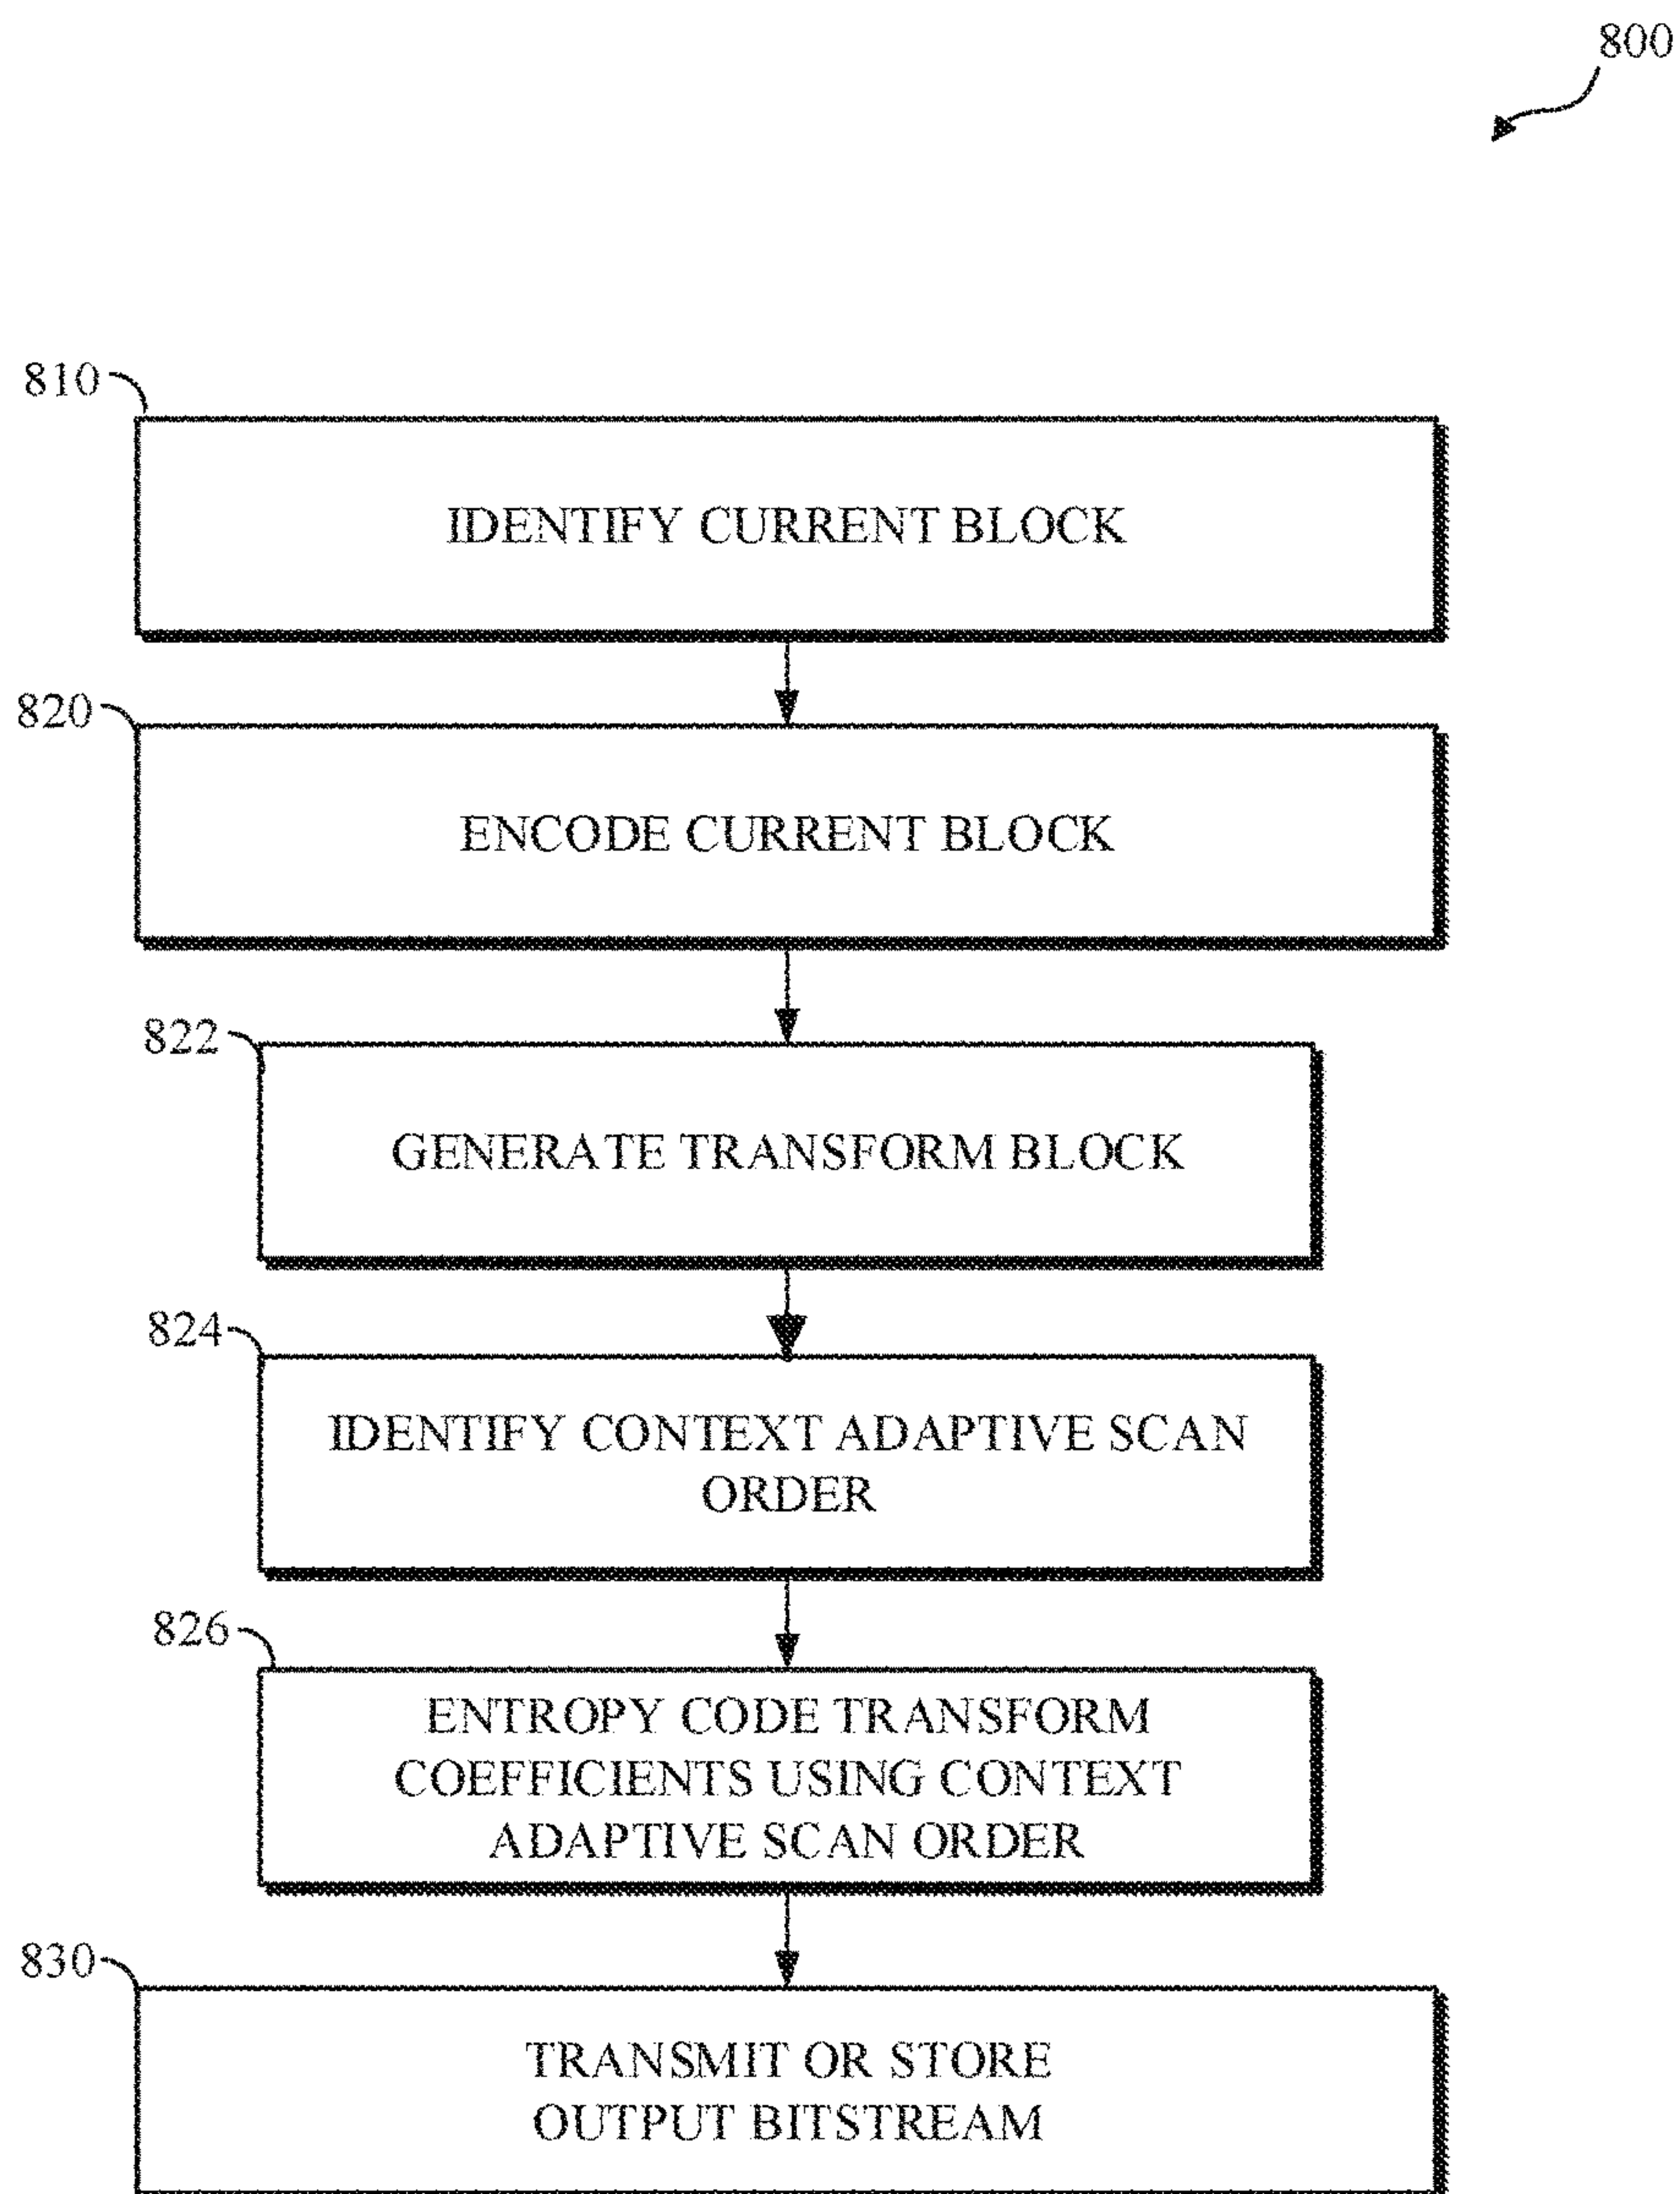 800
810
IDENTIFY CURRENT BLOCK
820
ENCODE CURRENT BLOCK
822
GENERATE TRANSFORM BLOCK
824
IDENTIFY CONTEXT ADAPTIVE SCAN
ORDER
826
ENTROPY CODE TRANSFORM
COEFFICIENTS USING CONTEXT
ADAPTIVE SCAN ORDER
830
TRANSMIT OR STORE
OUTPUT BITSTREAM